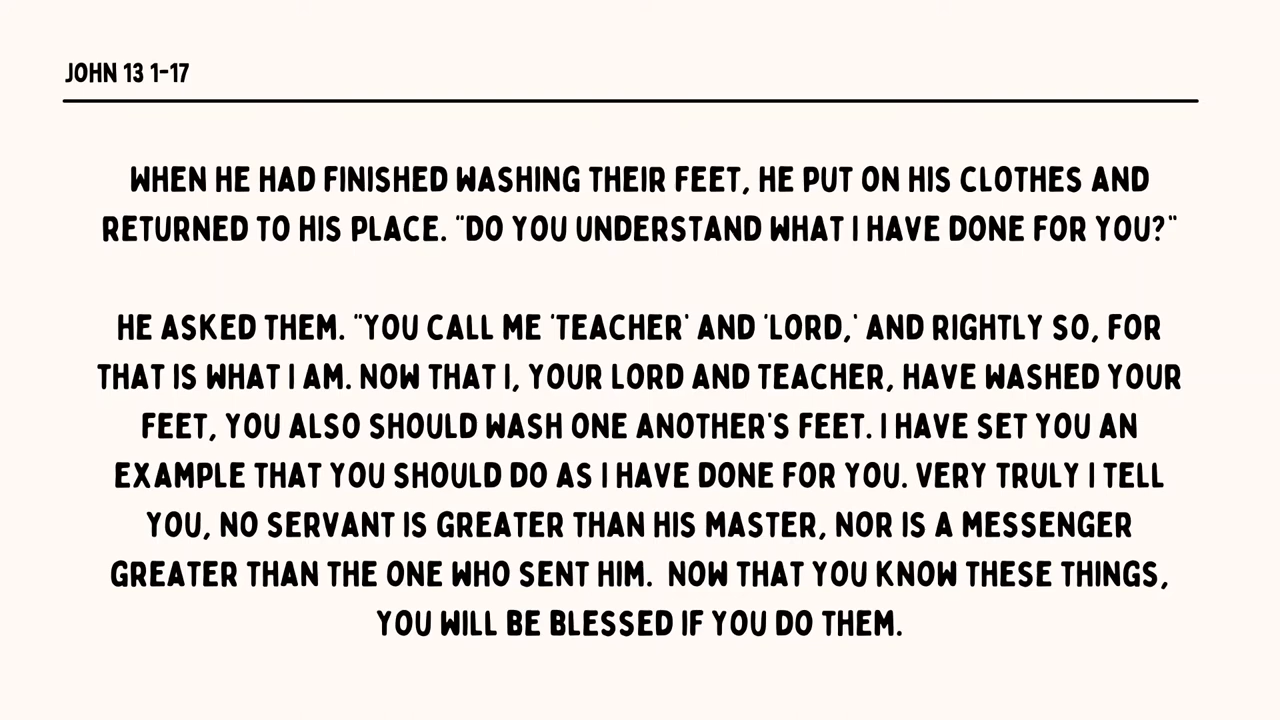 JOHN 13 1-17
WHEN HE HAD FINISHED WASHING THEIR FEET, HE PUT ON HIS CLOTHES AND
RETURNED TO HIS PLACE. "DO YOU UNDERSTAND WHAT I HAVE DONE FOR YOU?"
HE ASKED THEM. "YOU CALL ME 'TEACHER' AND 'LORD,' AND RIGHTLY SO, FOR
THAT IS WHAT I AM. NOW THAT I, YOUR LORD AND TEACHER, HAVE WASHED YOUR
FEET, YOU ALSO SHOULD WASH ONE ANOTHER'S FEET. I HAVE SET YOU AN
EXAMPLE THAT YOU SHOULD DO AS I HAVE DONE FOR YOU. VERY TRULY I TELL
YOU, NO SERVANT IS GREATER THAN HIS MASTER, NOR IS A MESSENGER
GREATER THAN THE ONE WHO SENT HIM.  NOW THAT YOU KNOW THESE THINGS,
YOU WILL BE BLESSED IF YOU DO THEM.